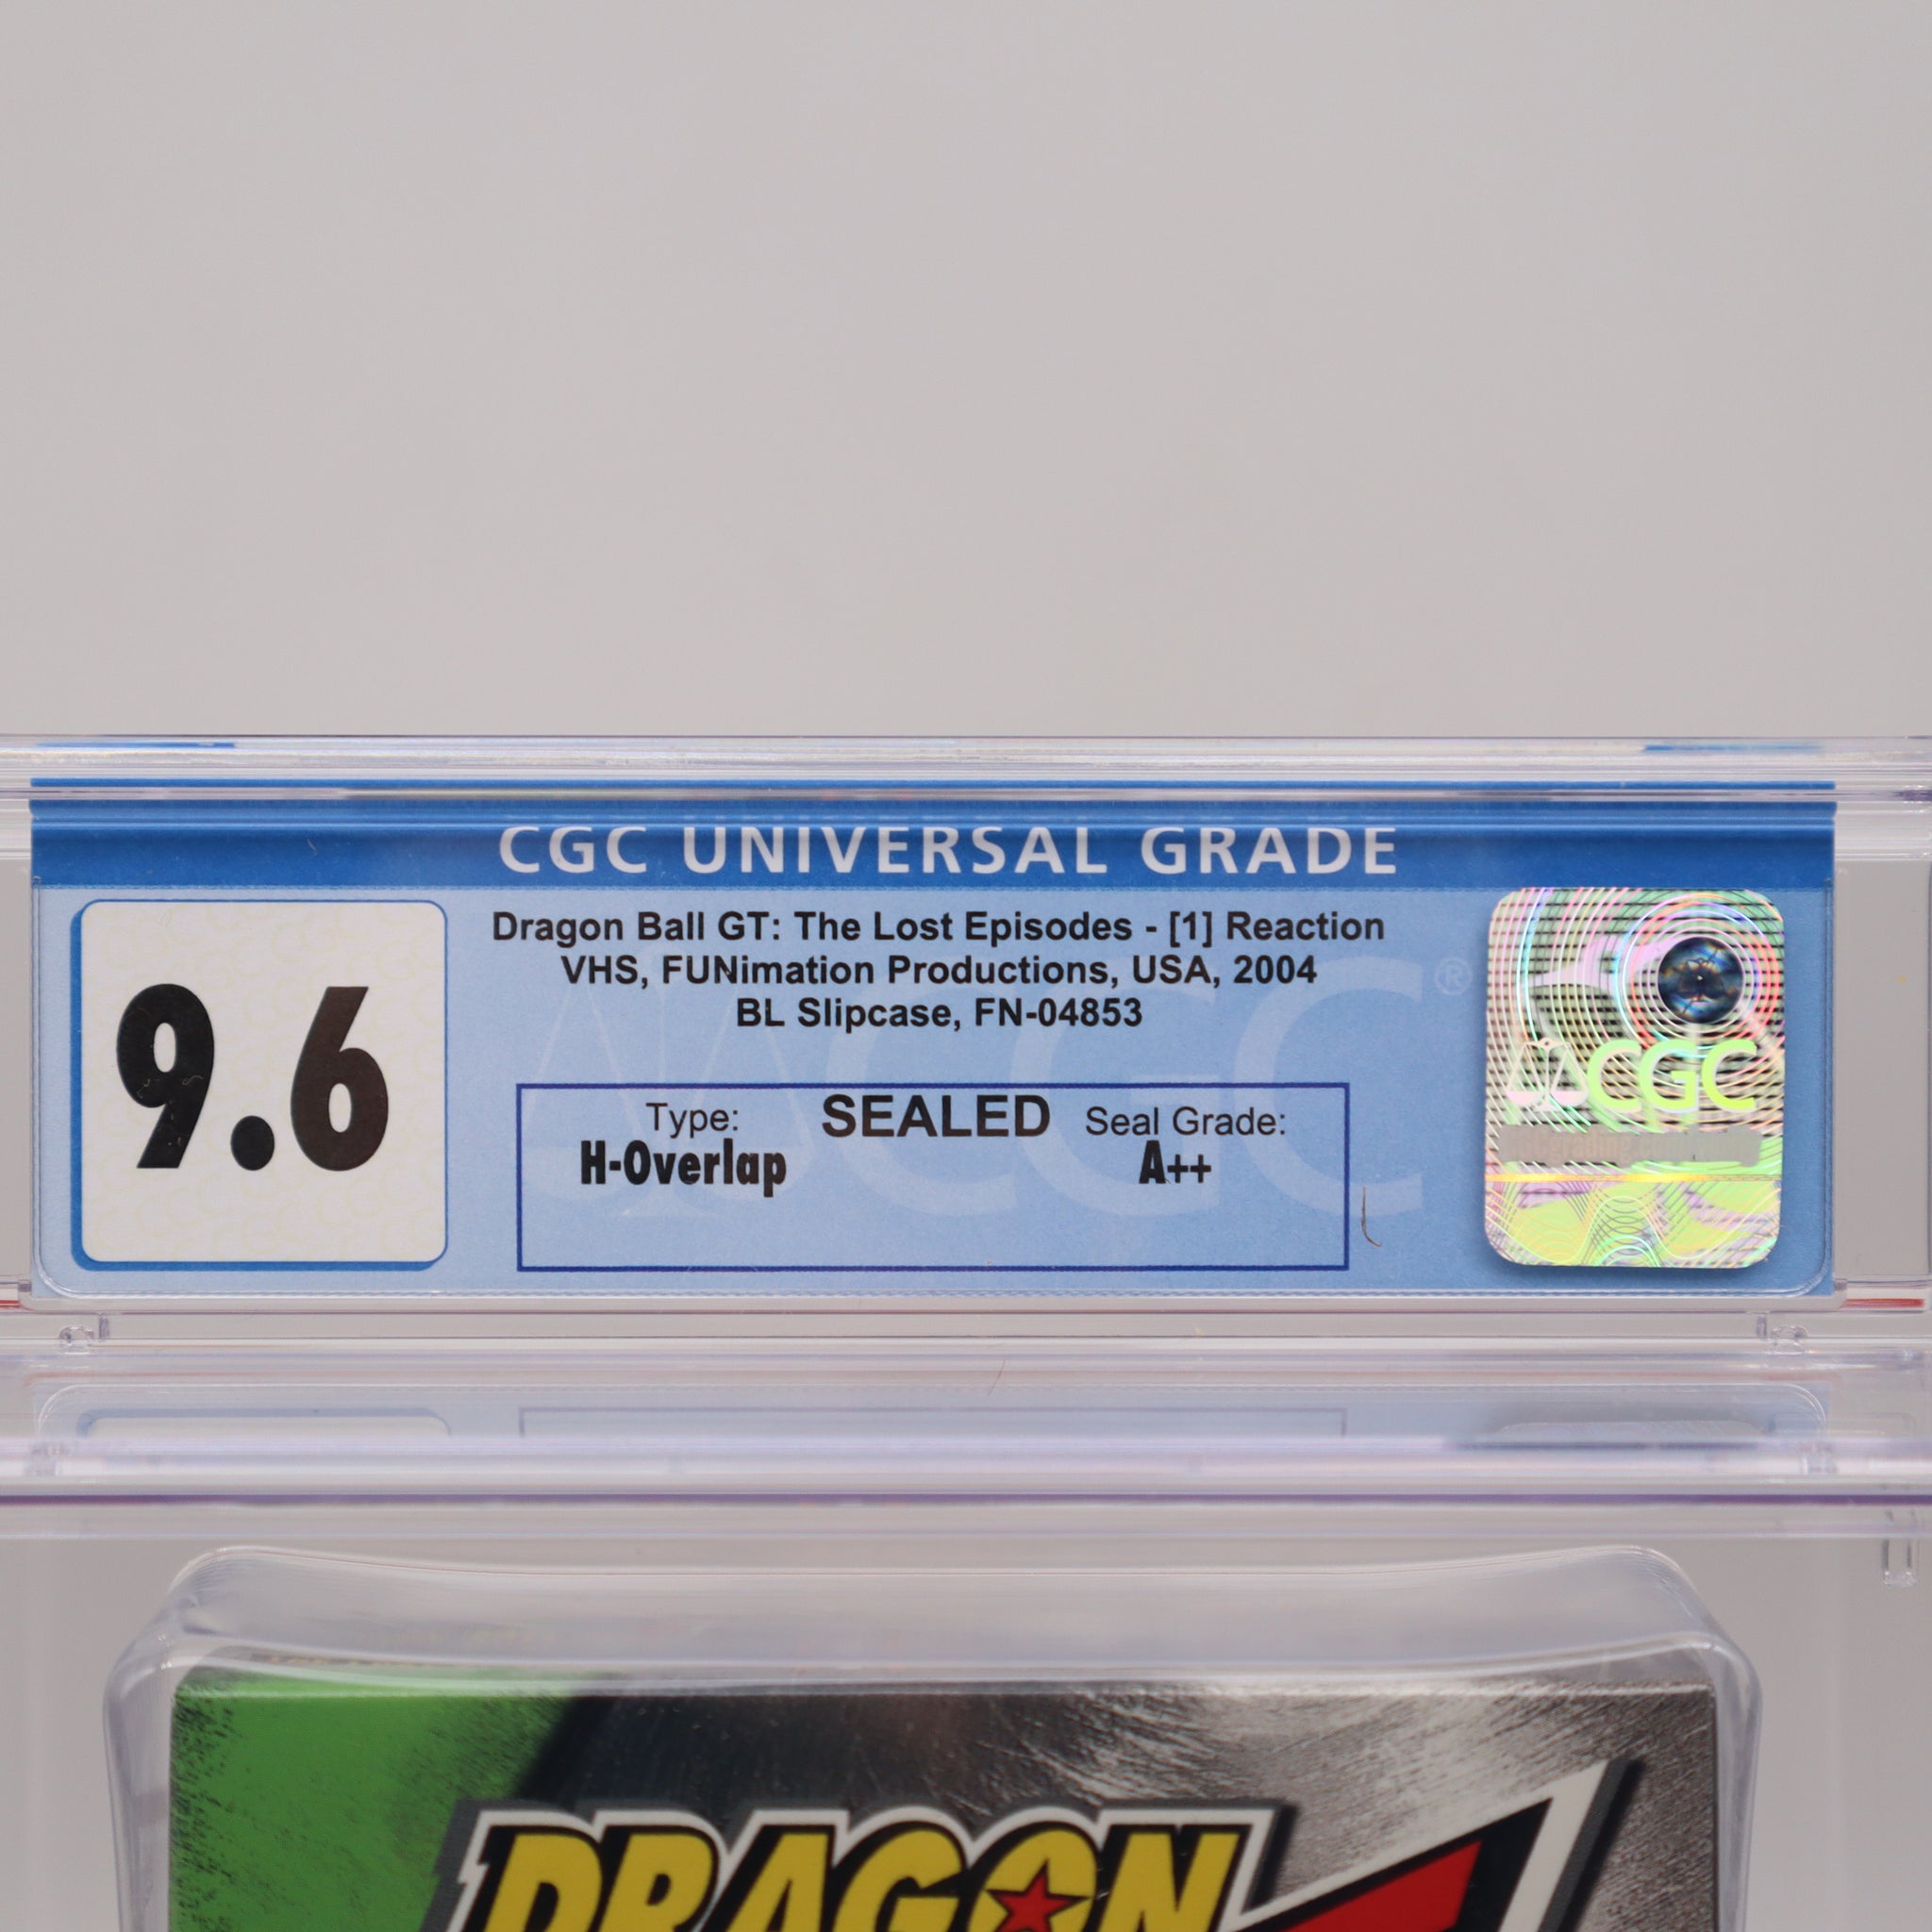 CGC UNIVERSAL GRADE
9.6
Dragon Ball GT: The Lost Episodes - [1] Reaction
VHS, FUNimation Productions, USA, 2004
BL Slipcase, FN-04853
Type: SEALED Seal Grade:
H-Overlap A++
CGC®
CGC
DRAGON